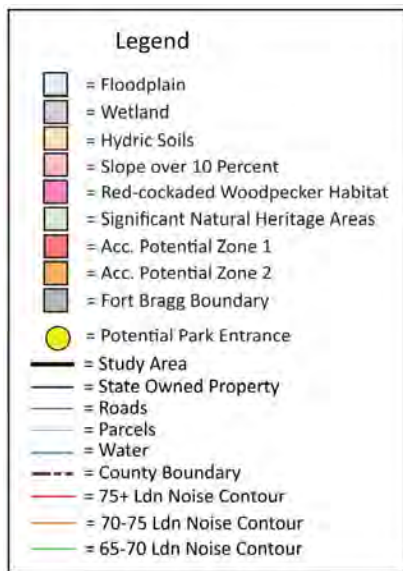 Legend
= Floodplain
= Wetland
= Hydric Soils
= Slope over 10 Percent
= Red-cockaded Woodpecker Habitat
= Significant Natural Heritage Areas
= Acc. Potential Zone 1
= Acc. Potential Zone 2
= Fort Bragg Boundary
= Potential Park Entrance
= Study Area
= State Owned Property
= Roads
= Parcels
= Water
= County Boundary
= 75+ Ldn Noise Contour
= 70-75 Ldn Noise Contour
= 65-70 Ldn Noise Contour